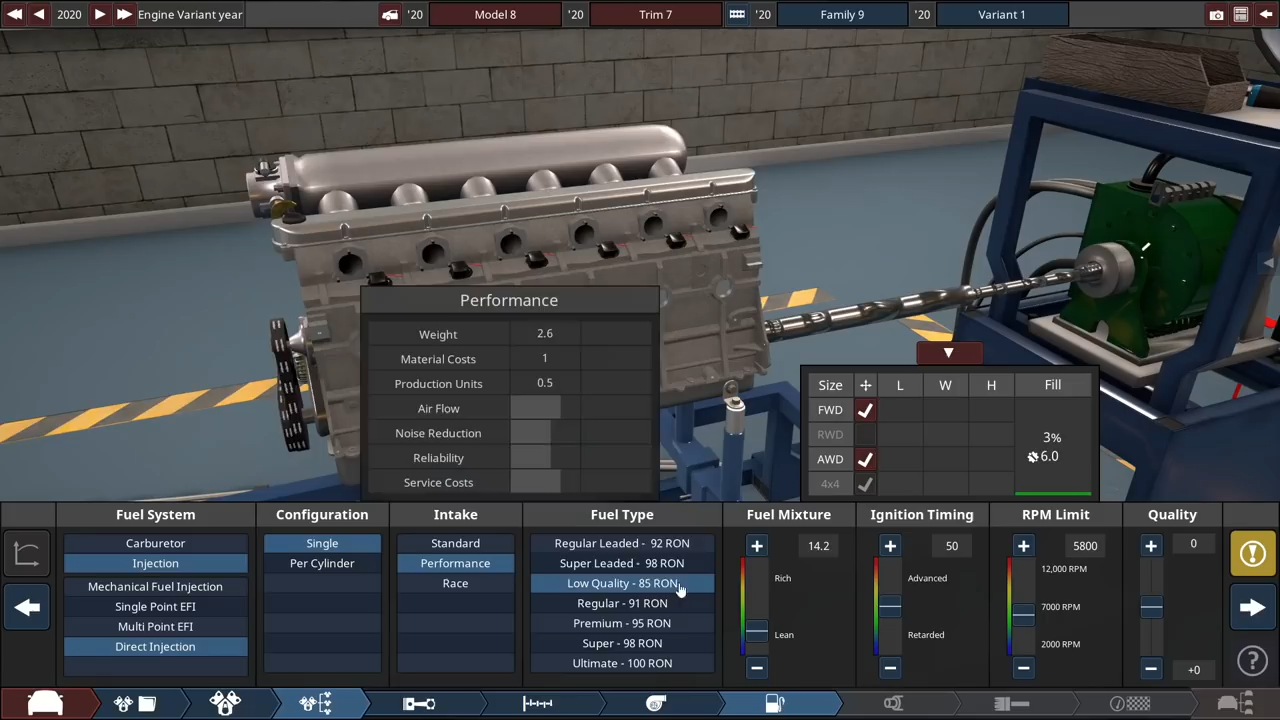 2020 Engine Variant year '20 Model 8 '20 Trim 7 '20 Family 9 '20 Variant 1
Performance
Weight 2.6
Material Costs 1
Production Units 0.5
Air Flow
Noise Reduction
Reliability
Service Costs
Size L W H Fill
FWD
RWD
AWD
4x4
3%
6.0
Fuel System
Carburetor
Injection
Mechanical Fuel Injection
Single Point EFI
Multi Point EFI
Direct Injection
Configuration
Single
Per Cylinder
Intake
Standard
Performance
Race
Fuel Type
Regular Leaded - 92 RON
Super Leaded - 98 RON
Low Quality - 85 RON
Regular - 91 RON
Premium - 95 RON
Super - 98 RON
Ultimate - 100 RON
Fuel Mixture
14.2
Rich
Lean
Ignition Timing
50
Advanced
Retarded
RPM Limit
5800
12,000 RPM
7000 RPM
2000 RPM
Quality
0
+0